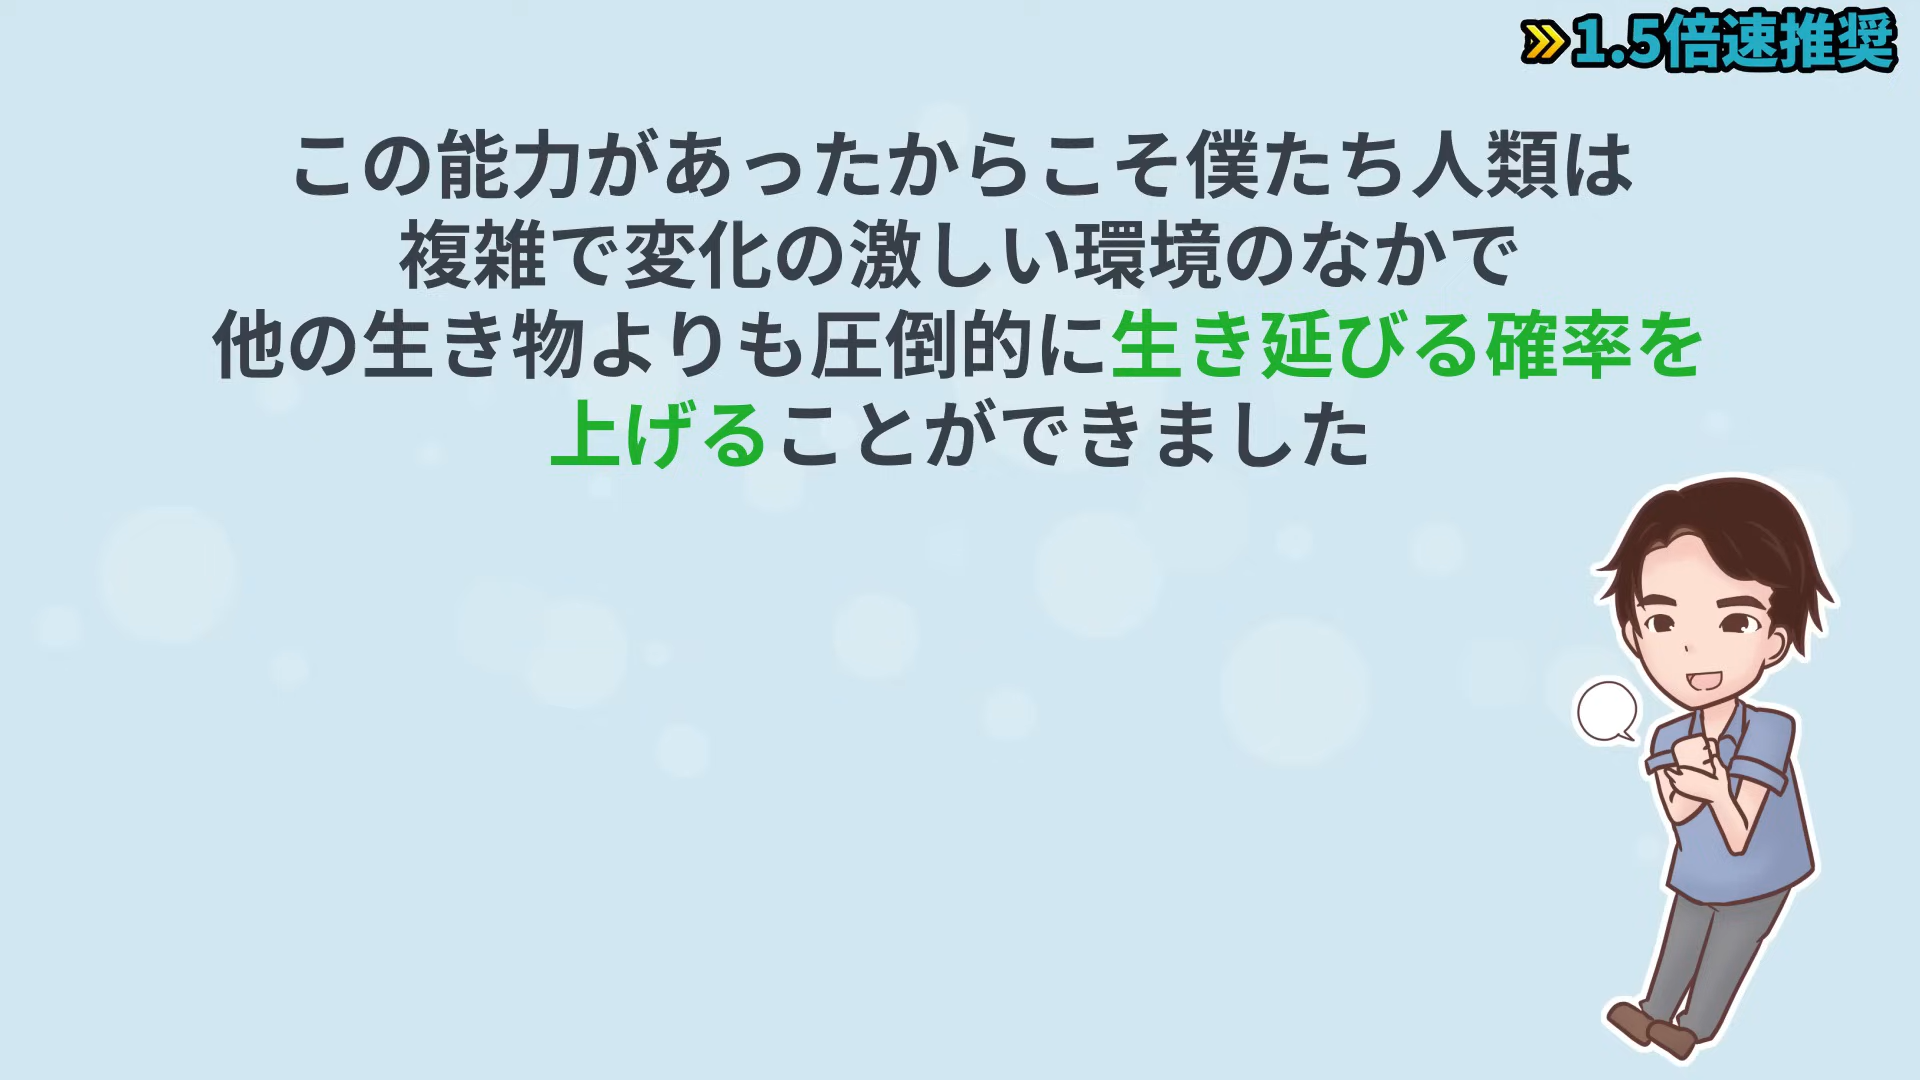 1.5倍速推奨
この能力があったからこそ僕たち人類は
複雑で変化の激しい環境のなかで
他の生き物よりも圧倒的に生き延びる確率を
上げることができました